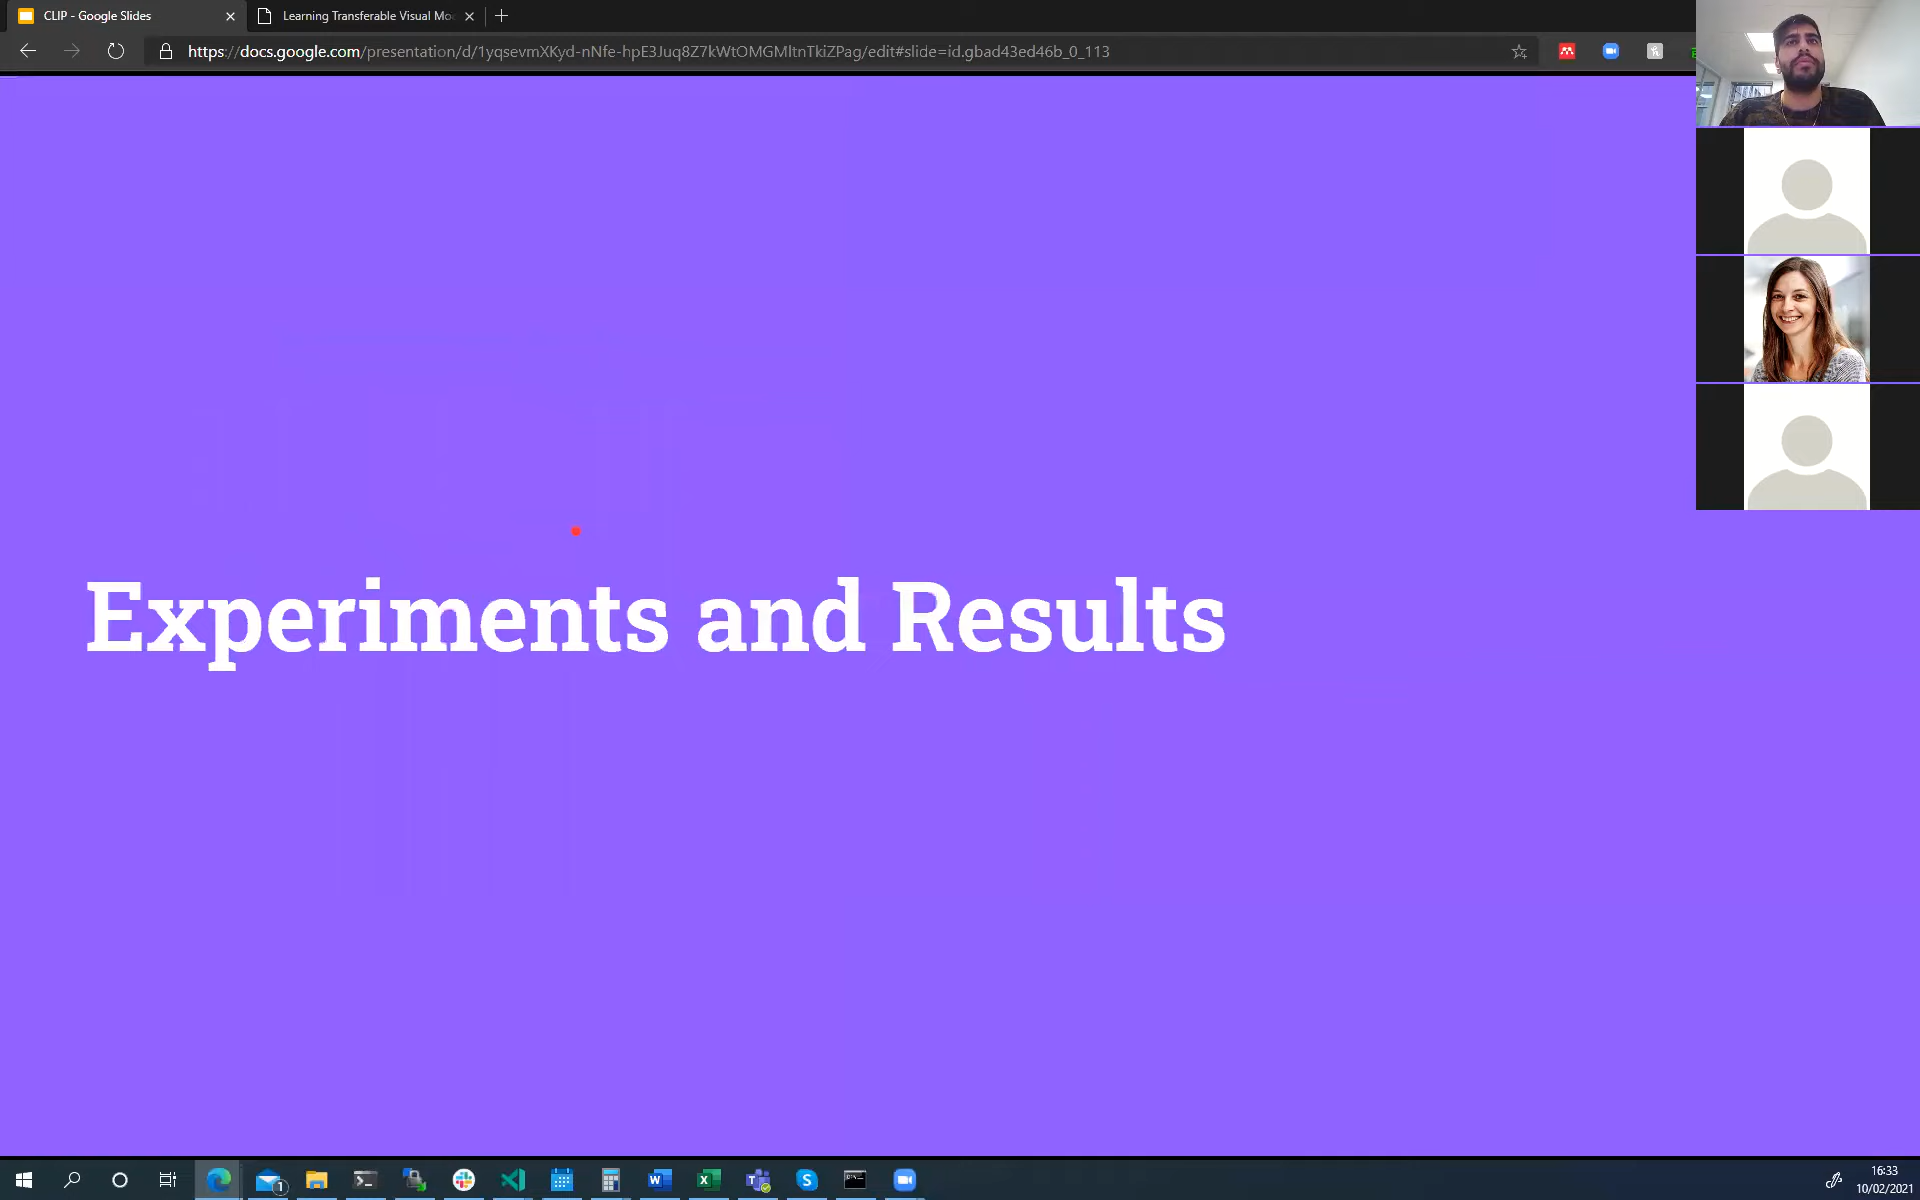 CLIP - Google Slides
Learning Transferable Visual Mo
https://docs.google.com/presentation/d/1yqsevmXKyd-nNfe-hpE3Juq8Z7kWtOMGMltnTkiZPag/edit#slide=id.gbad43ed46b_0_113
Experiments and Results
1
16:33
10/02/2021